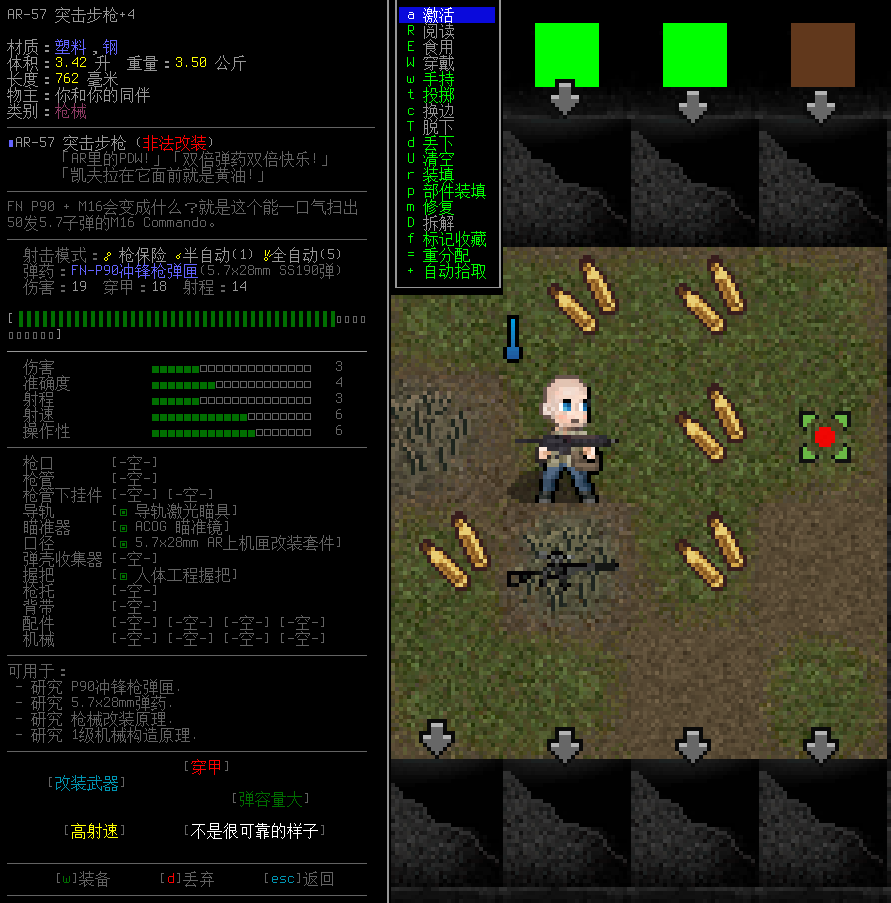 AR-57 突击步枪+4
材质：塑料，钢
体积：3.42 升 重量：3.50 公斤
长度：762 毫米
物主：你和你的同伴
类别：枪械
AR-57 突击步枪 (非法改装)
「AR里的PDW!」「双倍弹药双倍快乐!」
「凯夫拉在它面前就是黄油!」
FN P90 + M16会变成什么？就是这个能一口气扫出
50发5.7子弹的M16 Commando。
射击模式：枪保险 半自动(1) 全自动(5)
弹药：FN-P90冲锋枪弹匣(5.7x28mm SS190弹)
伤害：19 穿甲：18 射程：14
伤害 3
准确度 4
射程 3
射速 6
操作性 6
枪口 [-空-]
枪管 [-空-]
枪管下挂件 [-空-] [-空-]
导轨 [导轨激光瞄具]
瞄准器 [ACOG 瞄准镜]
口径 [5.7x28mm AR上机匣改装套件]
弹壳收集器 [-空-]
握把 [人体工程握把]
枪托 [-空-]
背带 [-空-]
配件 [-空-] [-空-] [-空-] [-空-]
机械 [-空-] [-空-] [-空-] [-空-]
可用于：
- 研究 P90冲锋枪弹匣.
- 研究 5.7x28mm弹药.
- 研究 枪械改装原理.
- 研究 1级机械构造原理.
[穿甲]
[改装武器]
[弹容量大]
[高射速] [不是很可靠的样子]
[w]装备 [d]丢弃 [esc]返回
a 激活
R 阅读
E 食用
W 穿戴
w 手持
t 投掷
c 换边
T 脱下
d 丢下
U 清空
r 装填
p 部件装填
m 修复
D 拆解
f 标记收藏
= 重分配
+ 自动拾取